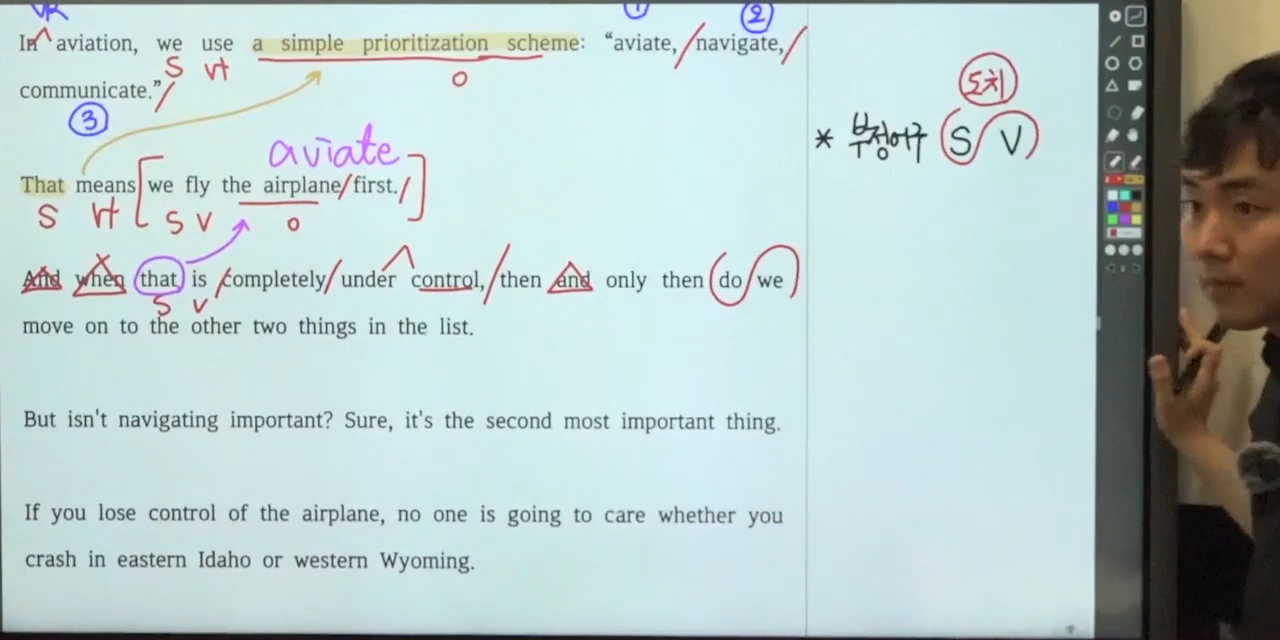 ① ②
In aviation, we use a simple prioritization scheme: “aviate, navigate,
S vt o
communicate.”
③
aviate
That means we fly the airplane first.
S vt S V o
And when that is completely under control, then and only then do we
S V
move on to the other two things in the list.
But isn't navigating important? Sure, it's the second most important thing.
If you lose control of the airplane, no one is going to care whether you
crash in eastern Idaho or western Wyoming.
도치
* 부정어구 S V